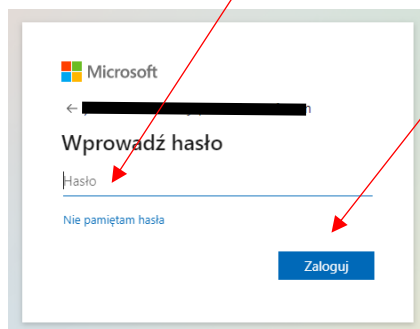 Microsoft
Wprowadź hasło
Hasło
Nie pamiętam hasła
Zaloguj